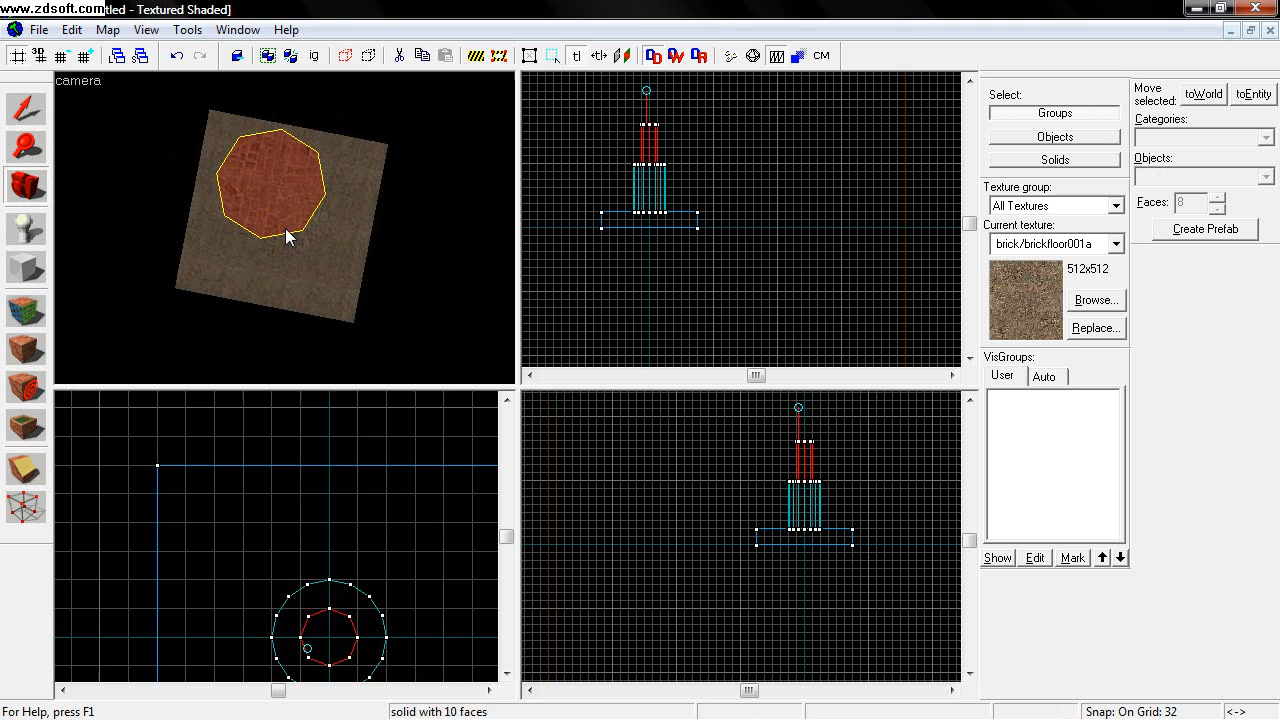 www.zdsoft.com
tled - Textured Shaded]
File Edit Map View Tools Window Help
3D
ig
tl
CM
camera
Select:
Groups
Objects
Solids
Texture group:
All Textures
Current texture:
brick/brickfloor001a
512x512
Browse...
Replace...
VisGroups:
User Auto
Show Edit Mark
Move selected:
toWorld toEntity
Categories:
Objects:
Faces: 8
Create Prefab
For Help, press F1
solid with 10 faces
Snap: On Grid: 32
<->